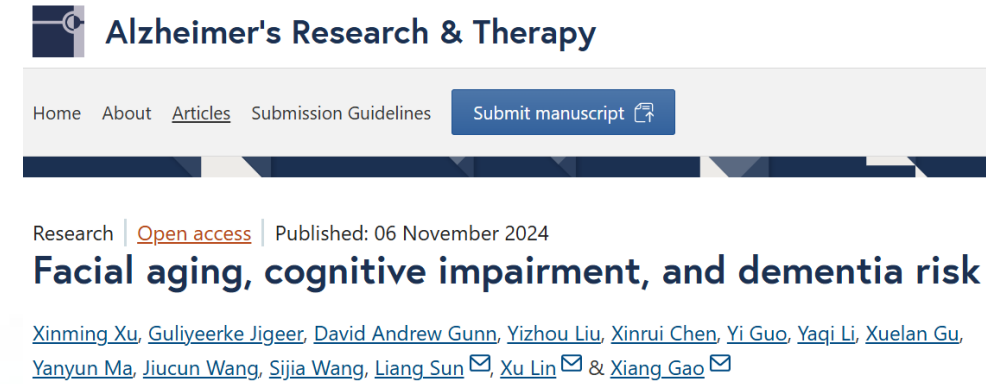 Alzheimer's Research & Therapy
Home About Articles Submission Guidelines Submit manuscript
Research Open access Published: 06 November 2024
Facial aging, cognitive impairment, and dementia risk
Xinming Xu, Guliyeerke Jigeer, David Andrew Gunn, Yizhou Liu, Xinrui Chen, Yi Guo, Yaqi Li, Xuelan Gu,
Yanyun Ma, Jiucun Wang, Sijia Wang, Liang Sun, Xu Lin & Xiang Gao